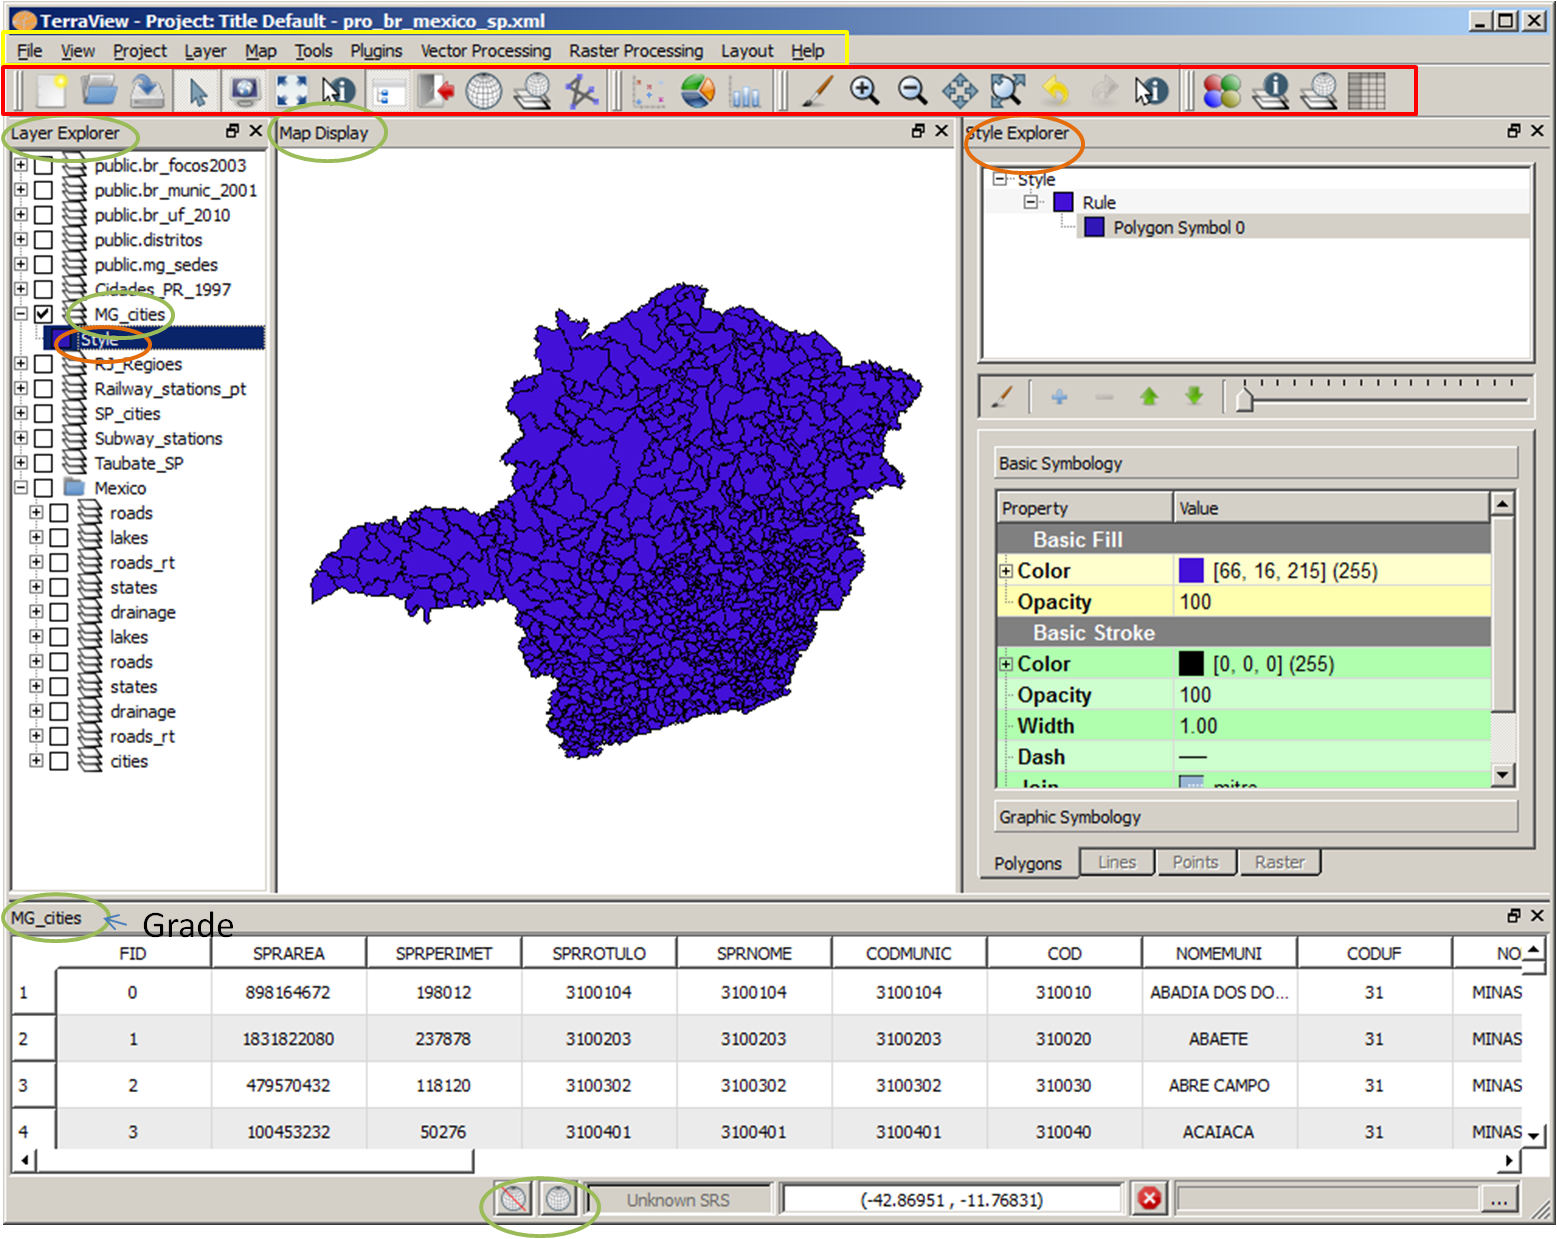 TerraView - Project: Title Default - pro_br_mexico_sp.xml
File View Project Layer Map Tools Plugins Vector Processing Raster Processing Layout Help
Layer Explorer
public.br_focos2003
public.br_munic_2001
public.br_uf_2010
public.distritos
public.mg_sedes
Cidades_PR_1997
MG_cities
Style
RJ_Regioes
Railway_stations_pt
SP_cities
Subway_stations
Taubate_SP
Mexico
roads
lakes
roads_rt
states
drainage
lakes
roads
states
drainage
roads_rt
cities
Map Display
Style Explorer
Style
Rule
Polygon Symbol 0
Basic Symbology
Property Value
Basic Fill
Color [66, 16, 215] (255)
Opacity 100
Basic Stroke
Color [0, 0, 0] (255)
Opacity 100
Width 1.00
Dash
Join mitre
Graphic Symbology
Polygons Lines Points Raster
MG_cities Grade
FID SPRAREA SPRPERIMET SPRROTULO SPRNOME CODMUNIC COD NOMEMUNI CODUF NO
1 0 898164672 198012 3100104 3100104 3100104 310010 ABADIA DOS DO... 31 MINAS
2 1 1831822080 237878 3100203 3100203 3100203 310020 ABAETE 31 MINAS
3 2 479570432 118120 3100302 3100302 3100302 310030 ABRE CAMPO 31 MINAS
4 3 100453232 50276 3100401 3100401 3100401 310040 ACAIACA 31 MINAS
Unknown SRS (-42.86951 , -11.76831) ...